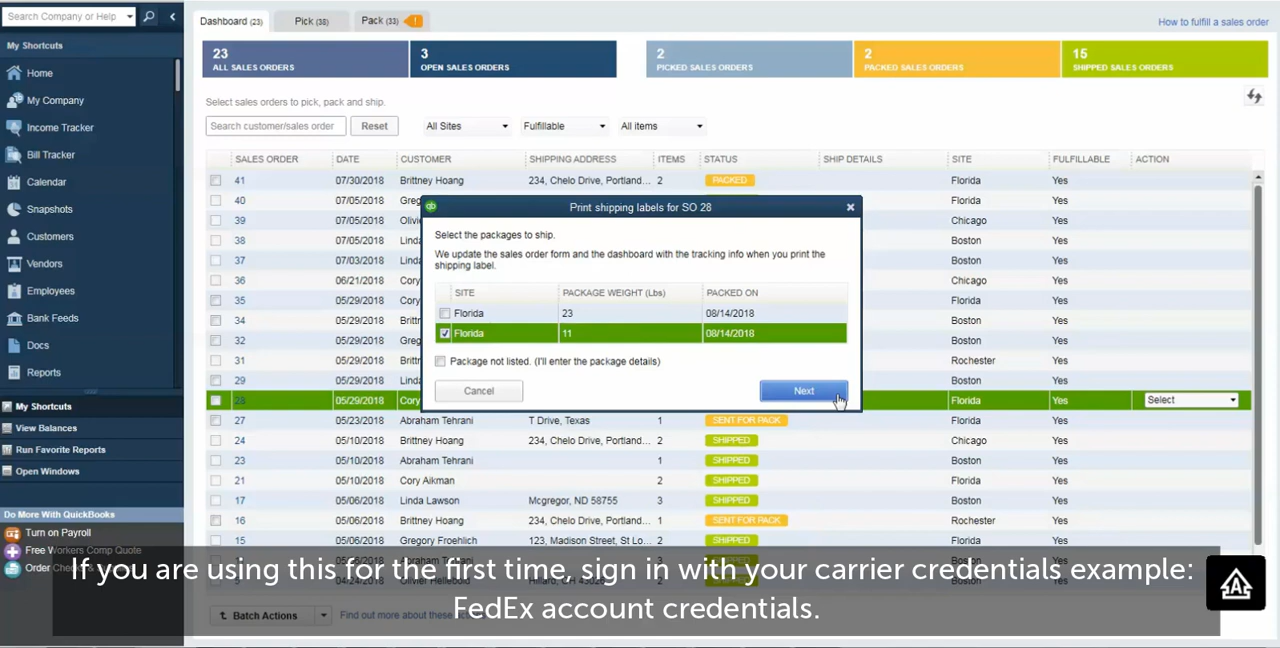 Search Company or Help
My Shortcuts
Home
My Company
Income Tracker
Bill Tracker
Calendar
Snapshots
Customers
Vendors
Employees
Bank Feeds
Docs
Reports
My Shortcuts
View Balances
Run Favorite Reports
Open Windows
Do More With QuickBooks
Turn on Payroll
Free Workers Comp Quote
Order Checks
Dashboard (23) Pick (38) Pack (33) !
How to fulfill a sales order
23 3 2 2 15
ALL SALES ORDERS OPEN SALES ORDERS PICKED SALES ORDERS PACKED SALES ORDERS SHIPPED SALES ORDERS
Select sales orders to pick, pack and ship.
Search customer/sales order Reset All Sites Fulfillable All items
SALES ORDER DATE CUSTOMER SHIPPING ADDRESS ITEMS STATUS SHIP DETAILS SITE FULFILLABLE ACTION
41 07/30/2018 Brittney Hoang 234, Chelo Drive, Portland... 2 PACKED Florida Yes
40 07/05/2018 Greg Florida Yes
39 07/05/2018 Olivi Chicago Yes
38 07/05/2018 Linda Boston Yes
37 07/03/2018 Linda Boston Yes
36 06/21/2018 Cory Chicago Yes
35 05/29/2018 Cory Florida Yes
34 05/29/2018 Brittr Boston Yes
32 05/29/2018 Greg Boston Yes
31 05/29/2018 Brittr Rochester Yes
29 05/29/2018 Linda Boston Yes
28 05/29/2018 Cory Florida Yes Select
27 05/23/2018 Abraham Tehrani T Drive, Texas 1 SENT FOR PACK Florida Yes
24 05/10/2018 Brittney Hoang 234, Chelo Drive, Portland... 2 SHIPPED Chicago Yes
23 05/10/2018 Abraham Tehrani 1 SHIPPED Boston Yes
21 05/10/2018 Cory Aikman 2 SHIPPED Boston Yes
17 05/06/2018 Linda Lawson Mcgregor, ND 58755 3 SHIPPED Boston Yes
16 05/06/2018 Brittney Hoang 234, Chelo Drive, Portland... 2 SENT FOR PACK Rochester Yes
15 05/06/2018 Gregory Froehlich 123, Madison Street, St Lo... 2 SHIPPED Boston Yes
Batch Actions Find out more about these
qb Print shipping labels for SO 28
Select the packages to ship.
We update the sales order form and the dashboard with the tracking info when you print the
shipping label.
SITE PACKAGE WEIGHT (Lbs) PACKED ON
Florida 23 08/14/2018
Florida 11 08/14/2018
Package not listed. (I'll enter the package details)
Cancel Next
If you are using this for the first time, sign in with your carrier credentials example:
FedEx account credentials.